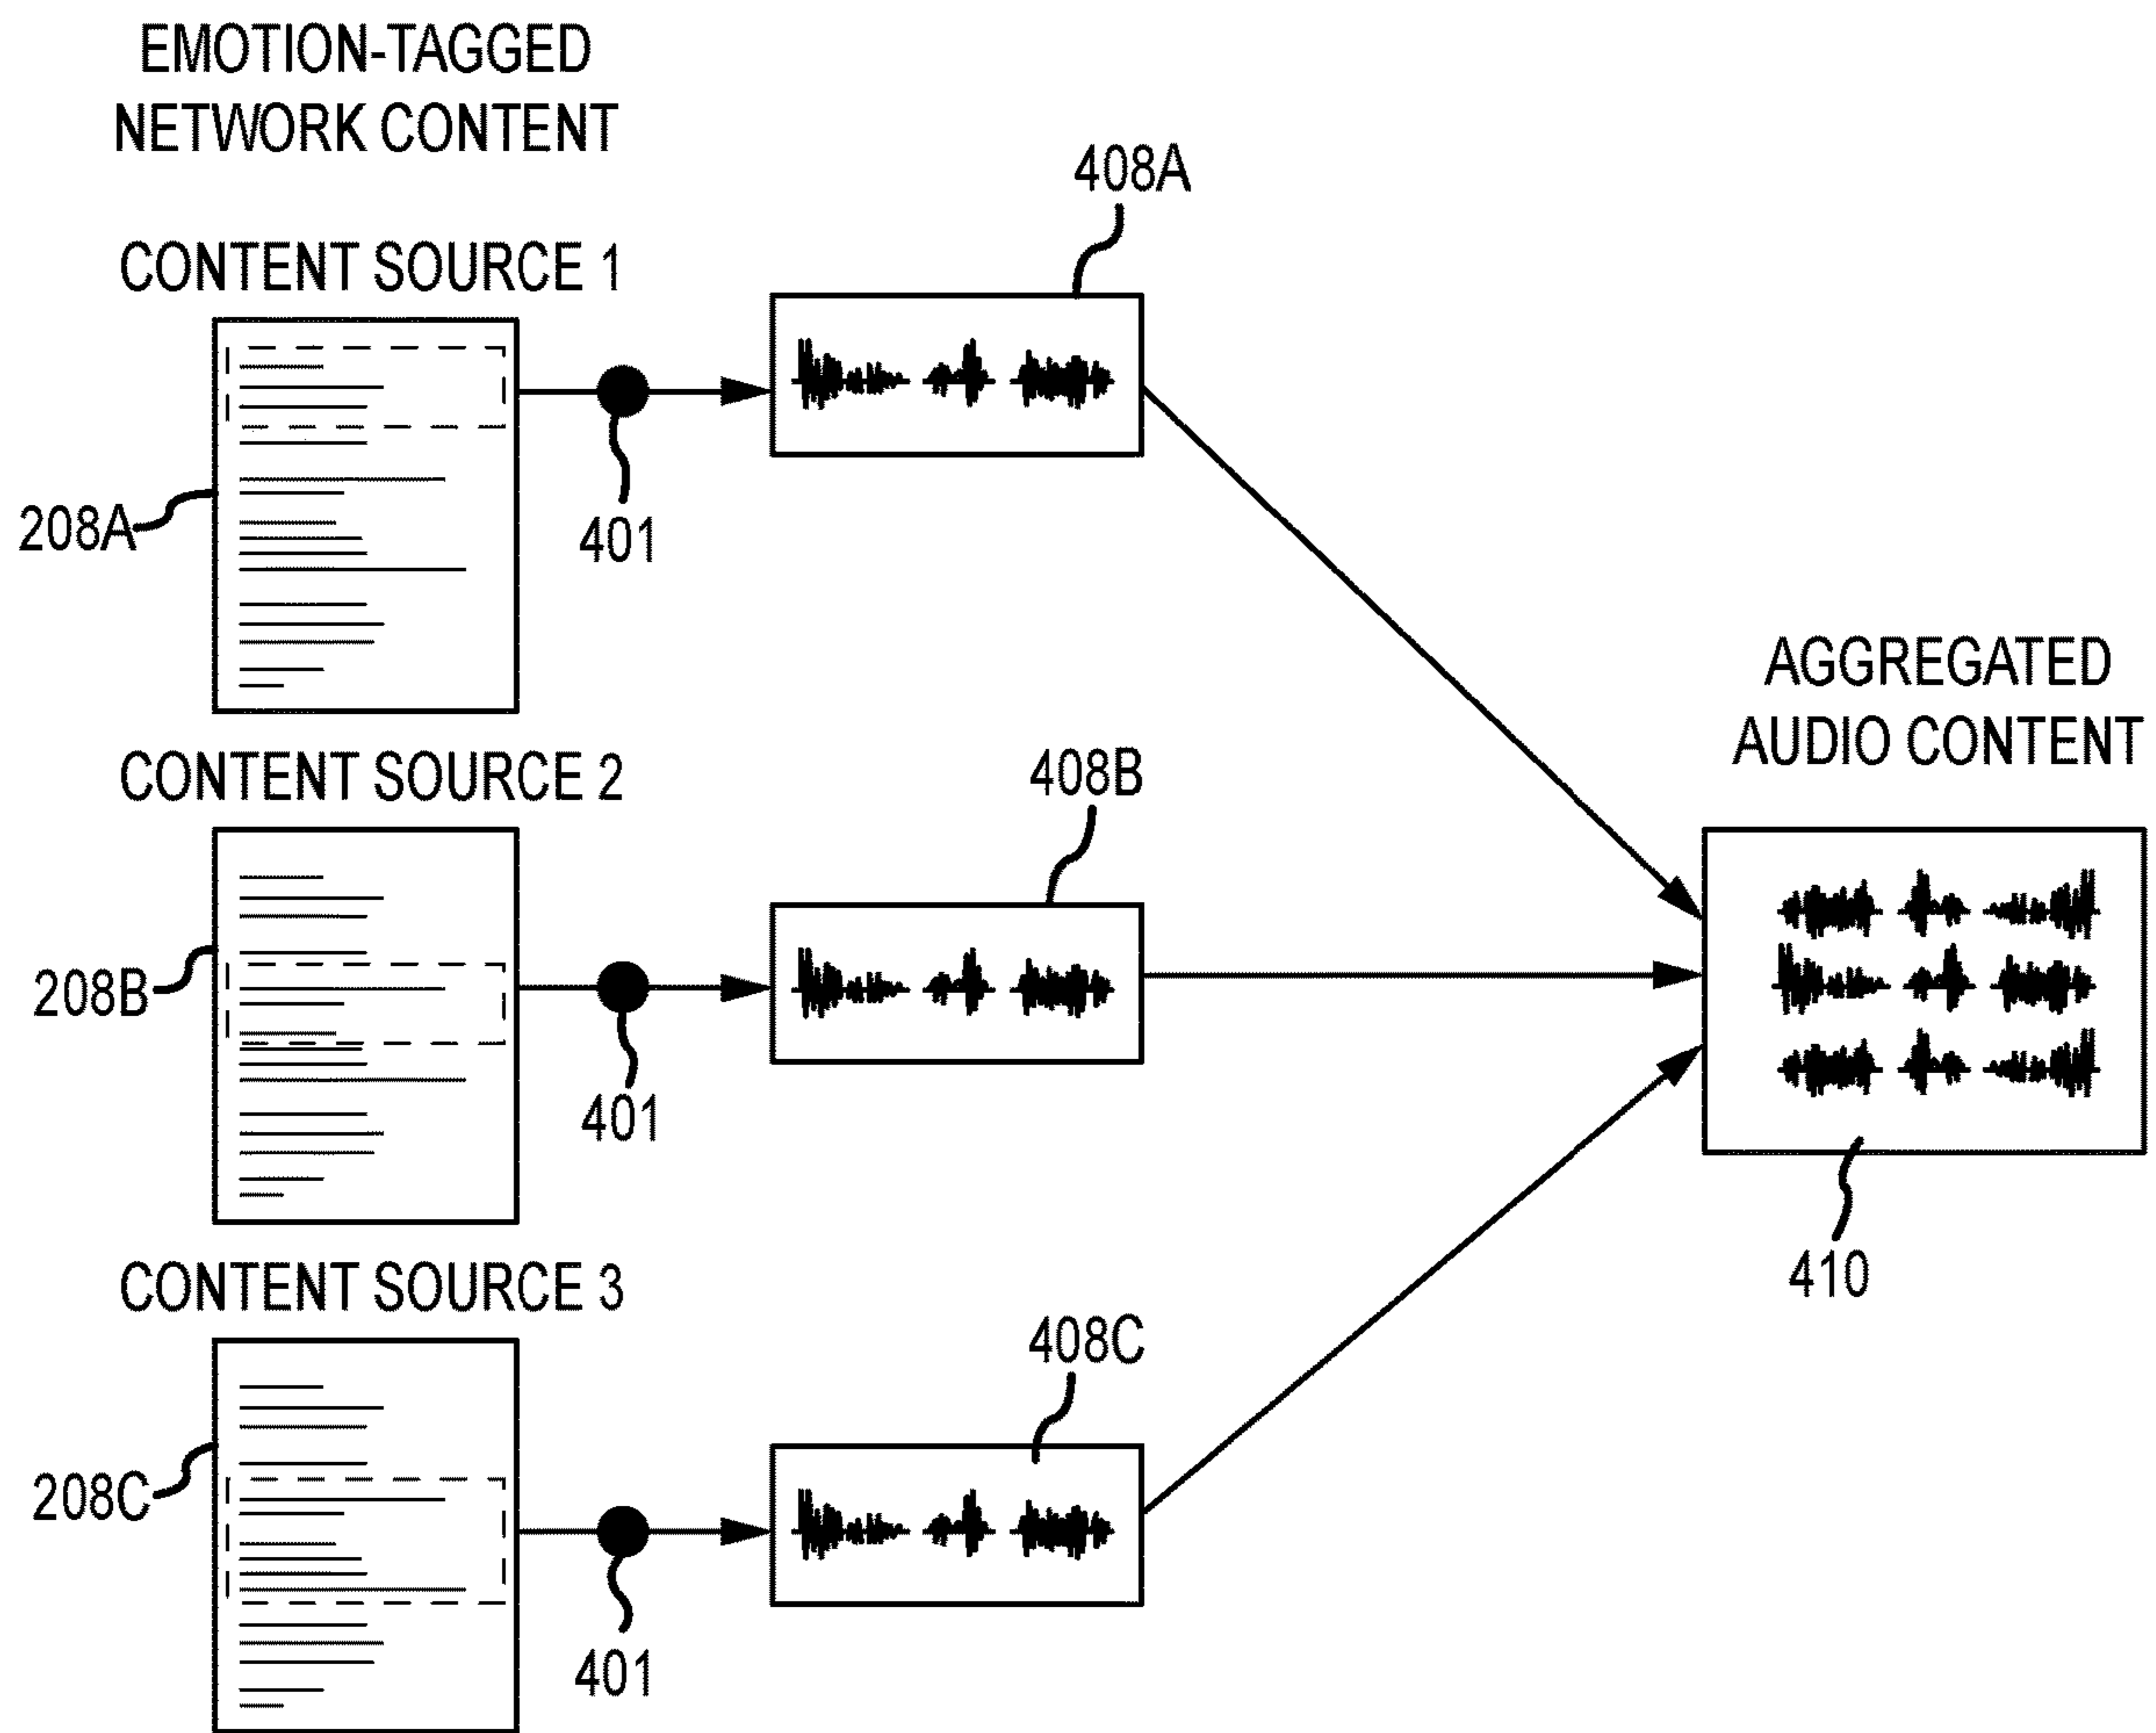 EMOTION-TAGGED
NETWORK CONTENT
408A
CONTENT SOURCE 1
208A
401
AGGREGATED
AUDIO CONTENT
CONTENT SOURCE 2
408B
208B
401
410
CONTENT SOURCE 3
408C
208C
401